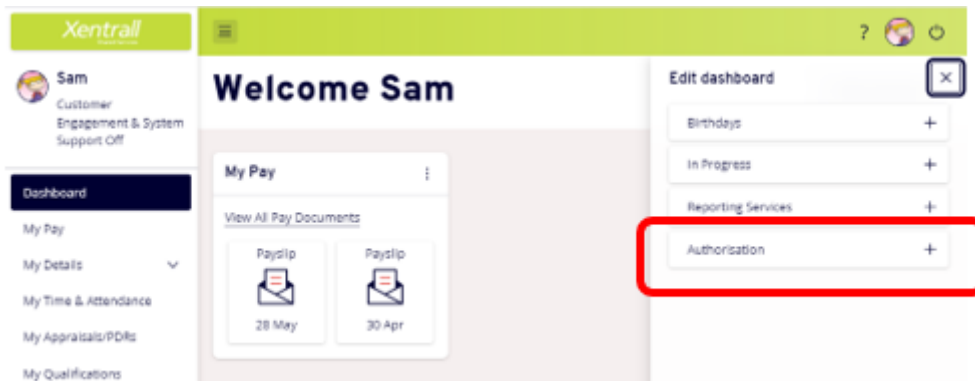 Xentrall
?
Sam
Customer
Engagement & System
Support Off
Dashboard
My Pay
My Details
My Time & Attendance
My Appraisals/PDRs
My Qualifications
Welcome Sam
My Pay
View All Pay Documents
Payslip
28 May
Payslip
30 Apr
Edit dashboard
Birthdays
In Progress
Reporting Services
Authorisation